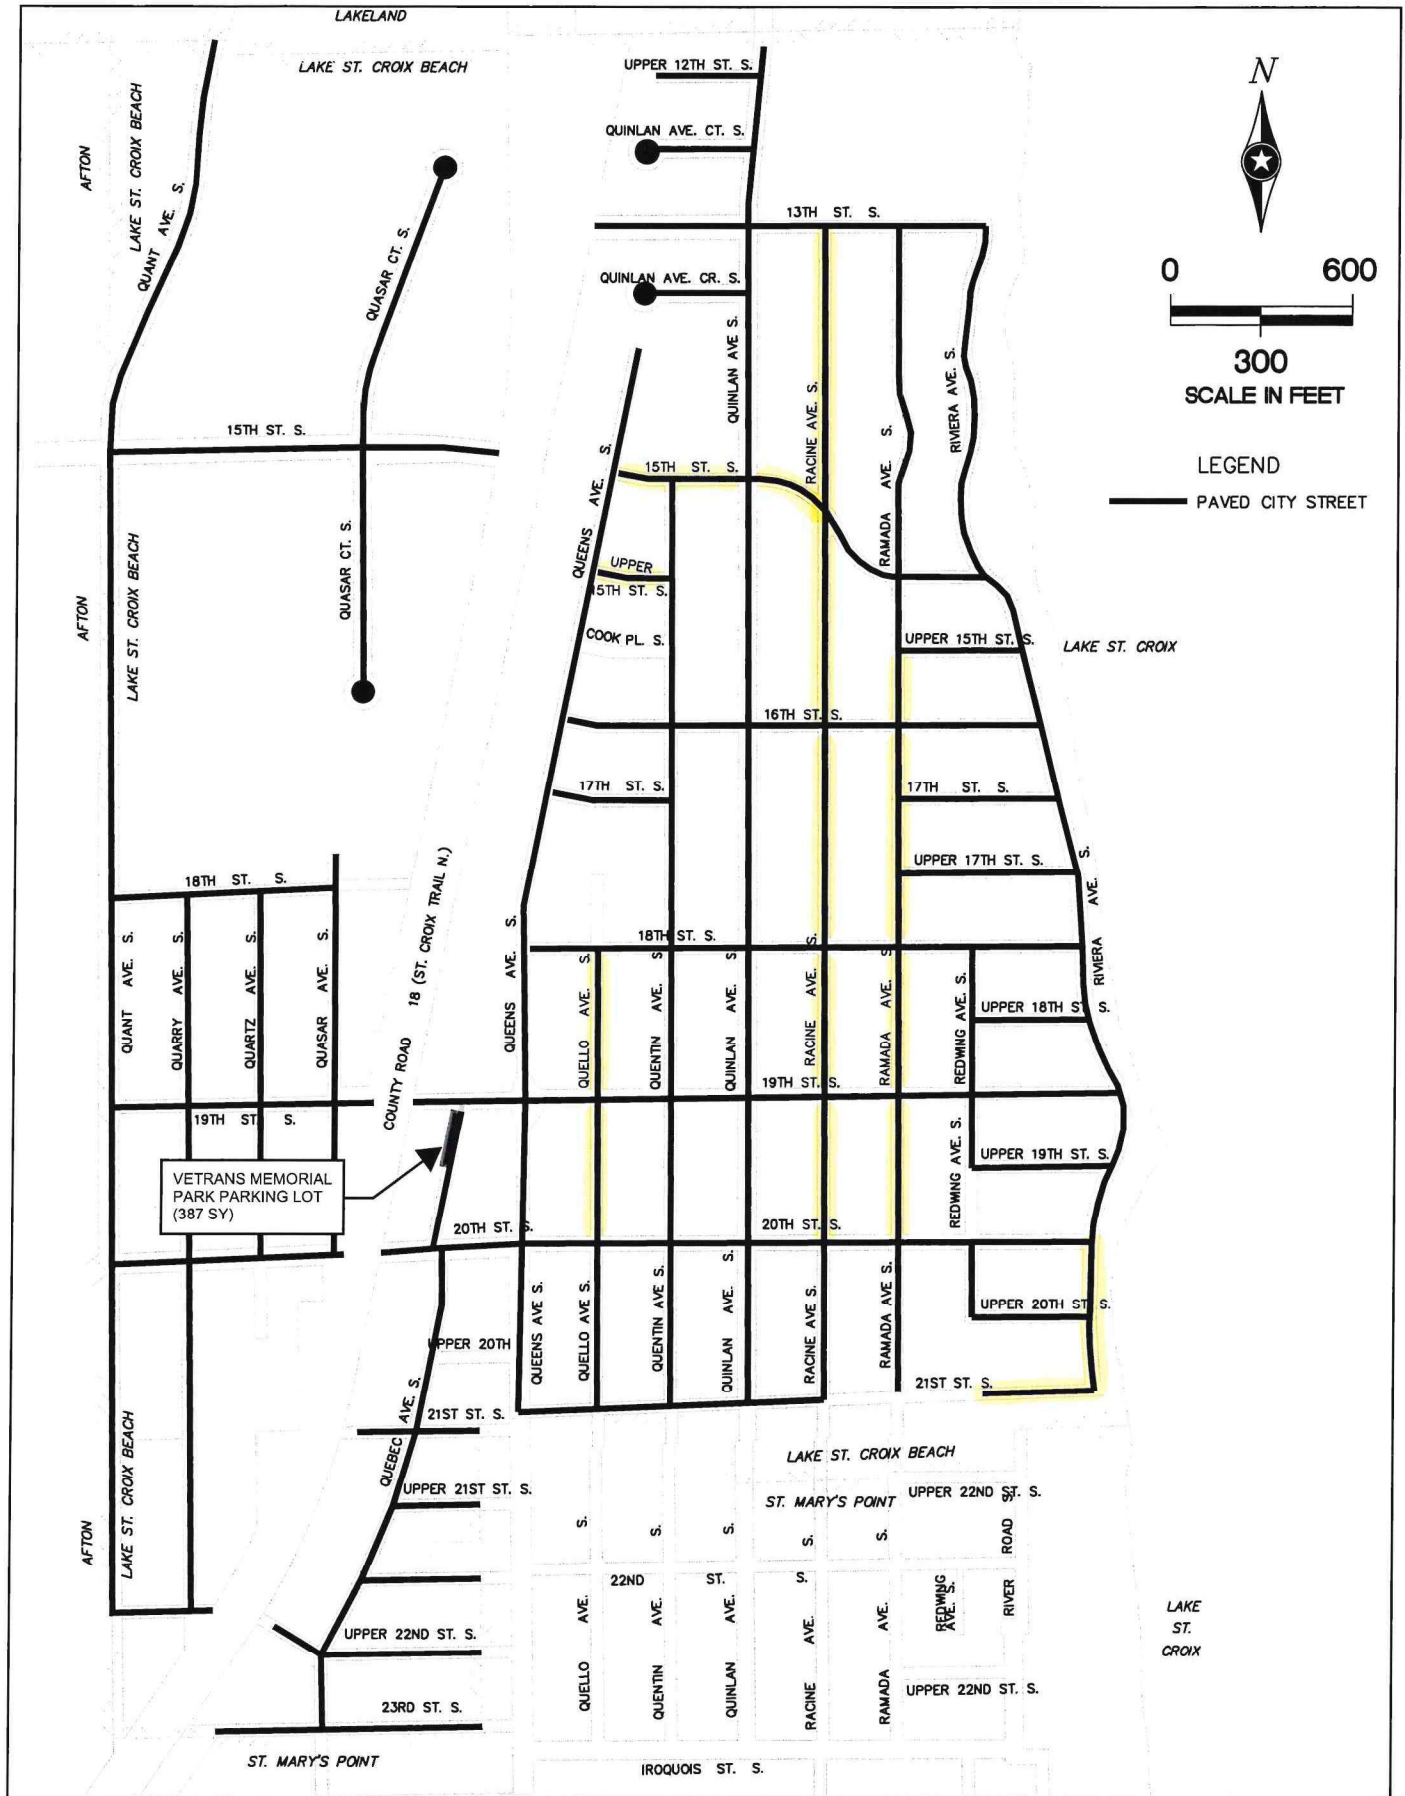 LAKELAND
LAKE ST. CROIX BEACH
UPPER 12TH ST. S.
N
QUINLAN AVE. CT. S.
AFTON
LAKE ST. CROIX BEACH
QUANT AVE. S.
QUASAR CT. S.
13TH ST. S.
QUINLAN AVE. CR. S.
0 600
300
SCALE IN FEET
QUINLAN AVE S.
RACINE AVE. S.
RIVIERA AVE. S.
15TH ST. S.
QUEENS AVE. S.
15TH ST. S.
RAMADA AVE. S.
LEGEND
PAVED CITY STREET
QUASAR CT. S.
UPPER
15TH ST. S.
AFTON
LAKE ST. CROIX BEACH
COOK PL. S.
UPPER 15TH ST. S.
LAKE ST. CROIX
16TH ST. S.
17TH ST. S.
17TH ST. S.
UPPER 17TH ST. S.
18TH ST. S.
COUNTY ROAD 18 (ST. CROIX TRAIL N.)
RIVIERA AVE. S.
18TH ST. S.
QUANT AVE. S.
QUARRY AVE. S.
QUARTZ AVE. S.
QUASAR AVE. S.
QUEENS AVE. S.
QUELLO AVE. S.
QUENTIN AVE. S.
QUINLAN AVE. S.
RACINE AVE. S.
RAMADA AVE. S.
REDWING AVE. S.
UPPER 18TH ST. S.
19TH ST. S.
19TH ST. S.
REDWING AVE. S.
UPPER 19TH ST. S.
VETRANS MEMORIAL
PARK PARKING LOT
(387 SY)
20TH ST. S.
20TH ST. S.
QUEENS AVE S.
QUELLO AVE S.
QUENTIN AVE S.
QUINLAN AVE. S.
RACINE AVE S.
RAMADA AVE S.
UPPER 20TH ST. S.
UPPER 20TH
21ST ST. S.
QUEBEC AVE. S.
21ST ST. S.
LAKE ST. CROIX BEACH
LAKE ST. CROIX BEACH
UPPER 21ST ST. S.
ST. MARY'S POINT
UPPER 22ND ST. S.
AFTON
QUELLO AVE. S.
QUENTIN AVE. S.
QUINLAN AVE. S.
RACINE AVE. S.
RAMADA AVE. S.
REDWING
AVE. S.
RIVER ROAD S.
22ND ST. S.
LAKE
ST.
CROIX
UPPER 22ND ST. S.
UPPER 22ND ST. S.
23RD ST. S.
ST. MARY'S POINT
IROQUOIS ST. S.